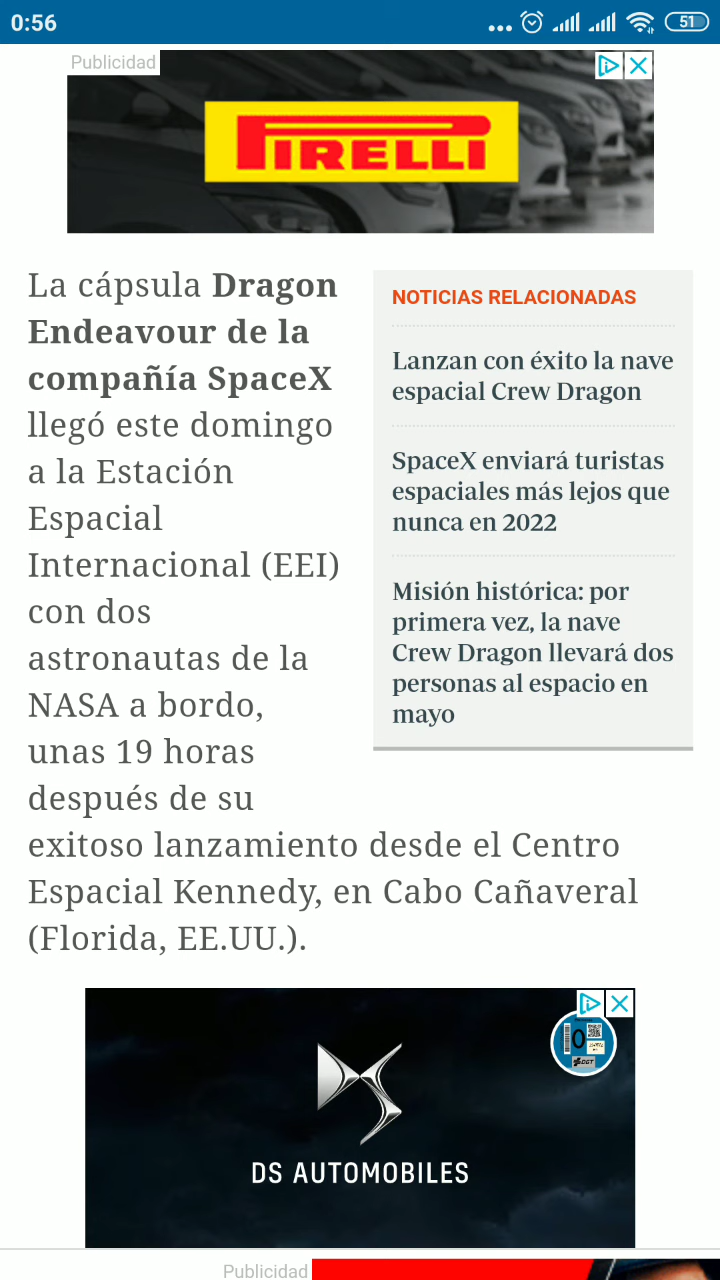 0:56
51
Publicidad
PIRELLI
La cápsula Dragon
Endeavour de la
compañía SpaceX
llegó este domingo
a la Estación
Espacial
Internacional (EEI)
con dos
astronautas de la
NASA a bordo,
unas 19 horas
después de su
exitoso lanzamiento desde el Centro
Espacial Kennedy, en Cabo Cañaveral
(Florida, EE.UU.).
NOTICIAS RELACIONADAS
Lanzan con éxito la nave
espacial Crew Dragon
SpaceX enviará turistas
espaciales más lejos que
nunca en 2022
Misión histórica: por
primera vez, la nave
Crew Dragon llevará dos
personas al espacio en
mayo
0
DGT
DS AUTOMOBILES
Publicidad